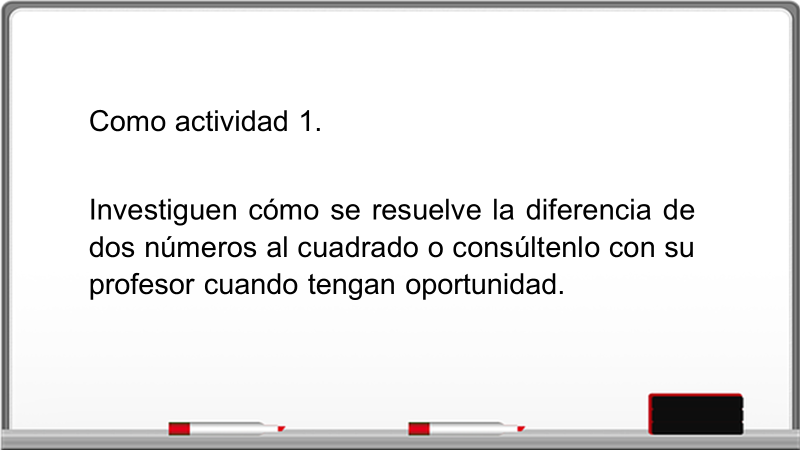 Como actividad 1.
Investiguen cómo se resuelve la diferencia de
dos números al cuadrado o consúltenlo con su
profesor cuando tengan oportunidad.